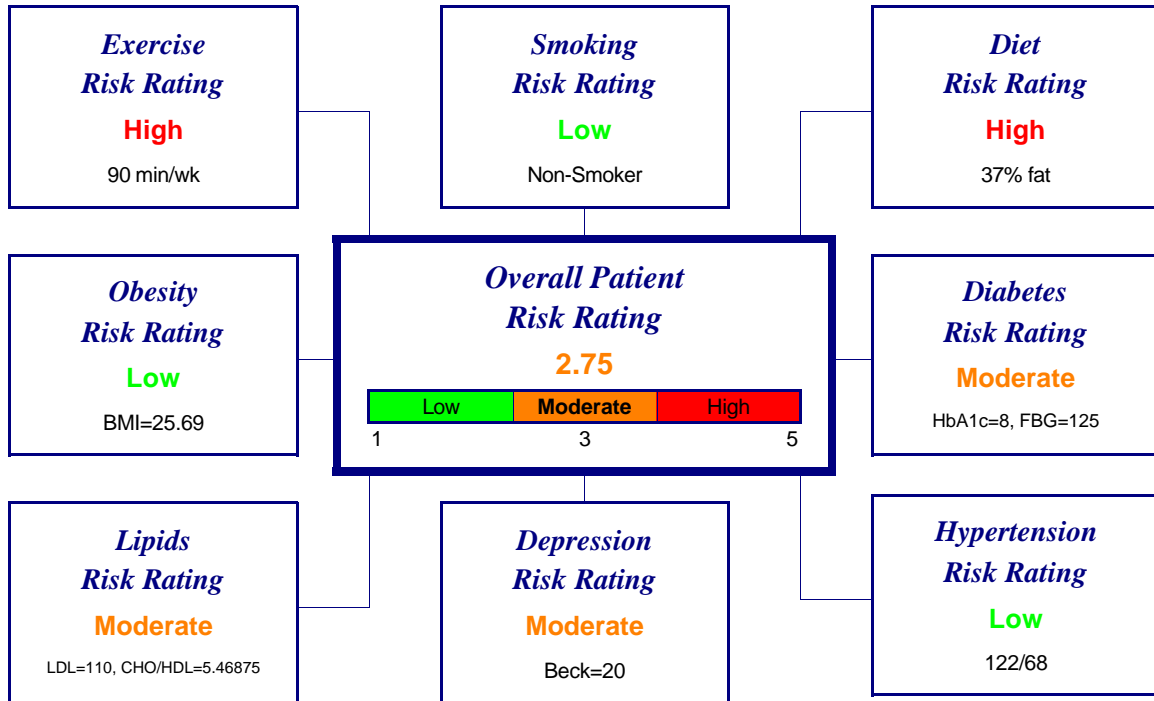 Exercise
Risk Rating
High
90 min/wk
Smoking
Risk Rating
Low
Non-Smoker
Diet
Risk Rating
High
37% fat
Obesity
Risk Rating
Low
BMI=25.69
Overall Patient
Risk Rating
2.75
Low Moderate High
1 3 5
Diabetes
Risk Rating
Moderate
HbA1c=8, FBG=125
Lipids
Risk Rating
Moderate
LDL=110, CHO/HDL=5.46875
Depression
Risk Rating
Moderate
Beck=20
Hypertension
Risk Rating
Low
122/68